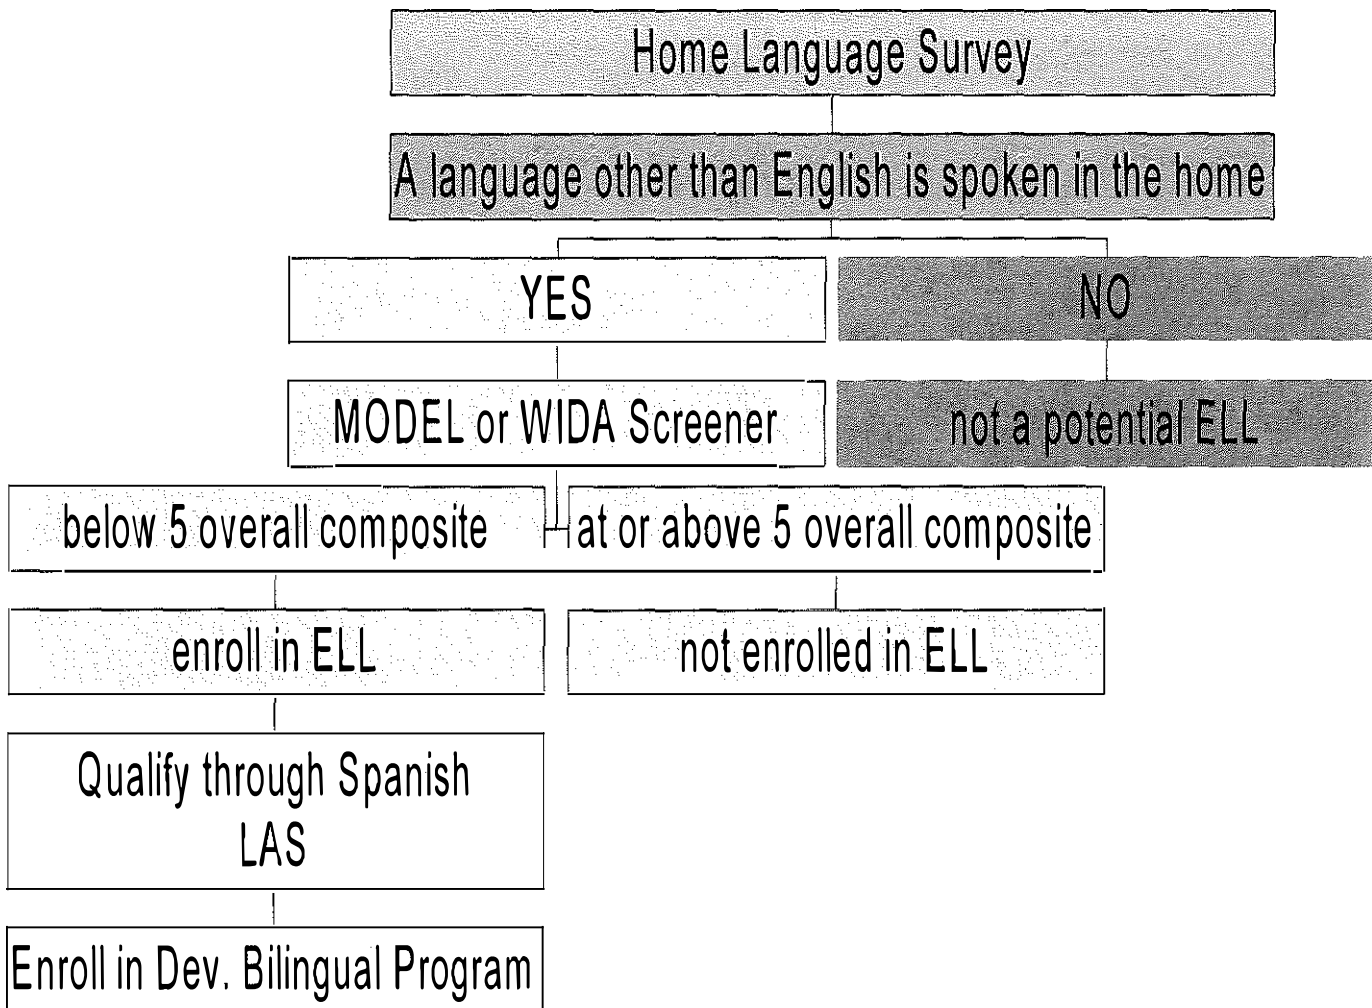 Home Language Survey
A language other than English is spoken in the home
YES
NO
MODEL or WIDA Screener
not a potential ELL
below 5 overall composite
at or above 5 overall composite
enroll in ELL
not enrolled in ELL
Qualify through Spanish
LAS
Enroll in Dev. Bilingual Program